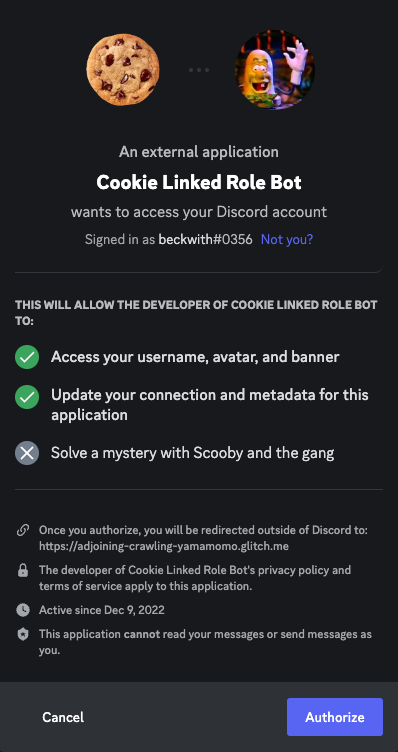 An external application
Cookie Linked Role Bot
wants to access your Discord account
Signed in as beckwith#0356 Not you?
THIS WILL ALLOW THE DEVELOPER OF COOKIE LINKED ROLE BOT
TO:
Access your username, avatar, and banner
Update your connection and metadata for this
application
Solve a mystery with Scooby and the gang
Once you authorize, you will be redirected outside of Discord to:
https://adjoining-crawling-yamamomo.glitch.me
The developer of Cookie Linked Role Bot's privacy policy and
terms of service apply to this application.
Active since Dec 9, 2022
This application cannot read your messages or send messages as
you.
Cancel
Authorize